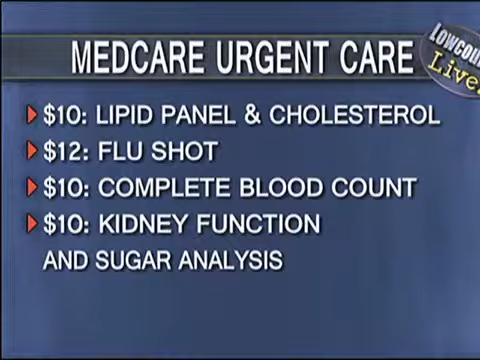 MEDCARE URGENT CARE
Live!
$10: LIPID PANEL & CHOLESTEROL
$12: FLU SHOT
$10: COMPLETE BLOOD COUNT
$10: KIDNEY FUNCTION
AND SUGAR ANALYSIS